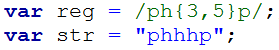 var reg = /ph{3,5}p/;
var str = "phhhp";